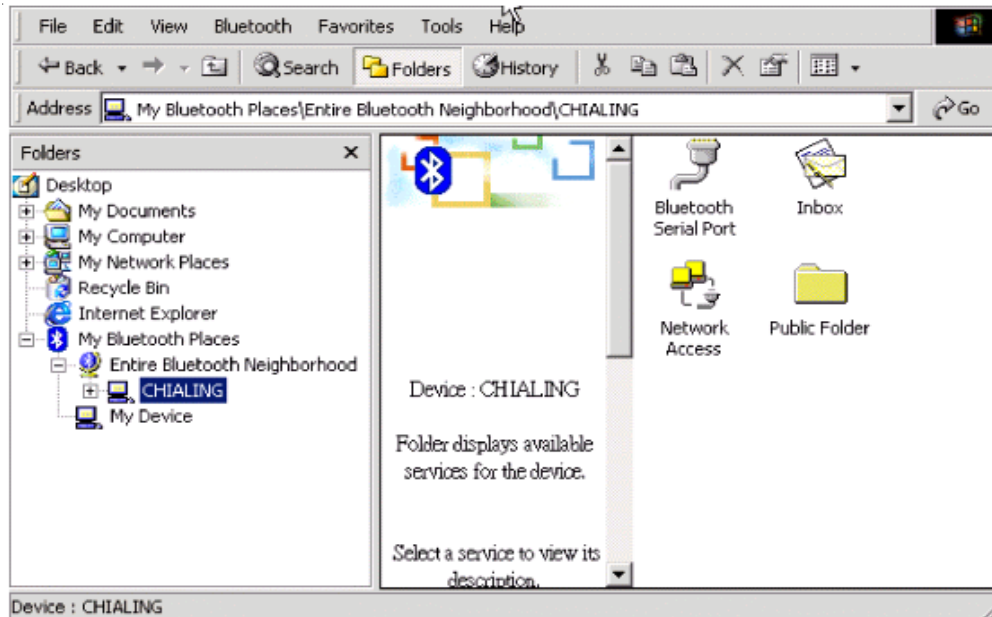 File Edit View Bluetooth Favorites Tools Help
Back Search Folders History
Address My Bluetooth Places\Entire Bluetooth Neighborhood\CHIALING Go
Folders
Desktop
My Documents
My Computer
My Network Places
Recycle Bin
Internet Explorer
My Bluetooth Places
Entire Bluetooth Neighborhood
CHIALING
My Device
Device : CHIALING
Folder displays available
services for the device.
Select a service to view its
description.
Bluetooth
Serial Port
Inbox
Network
Access
Public Folder
Device : CHIALING